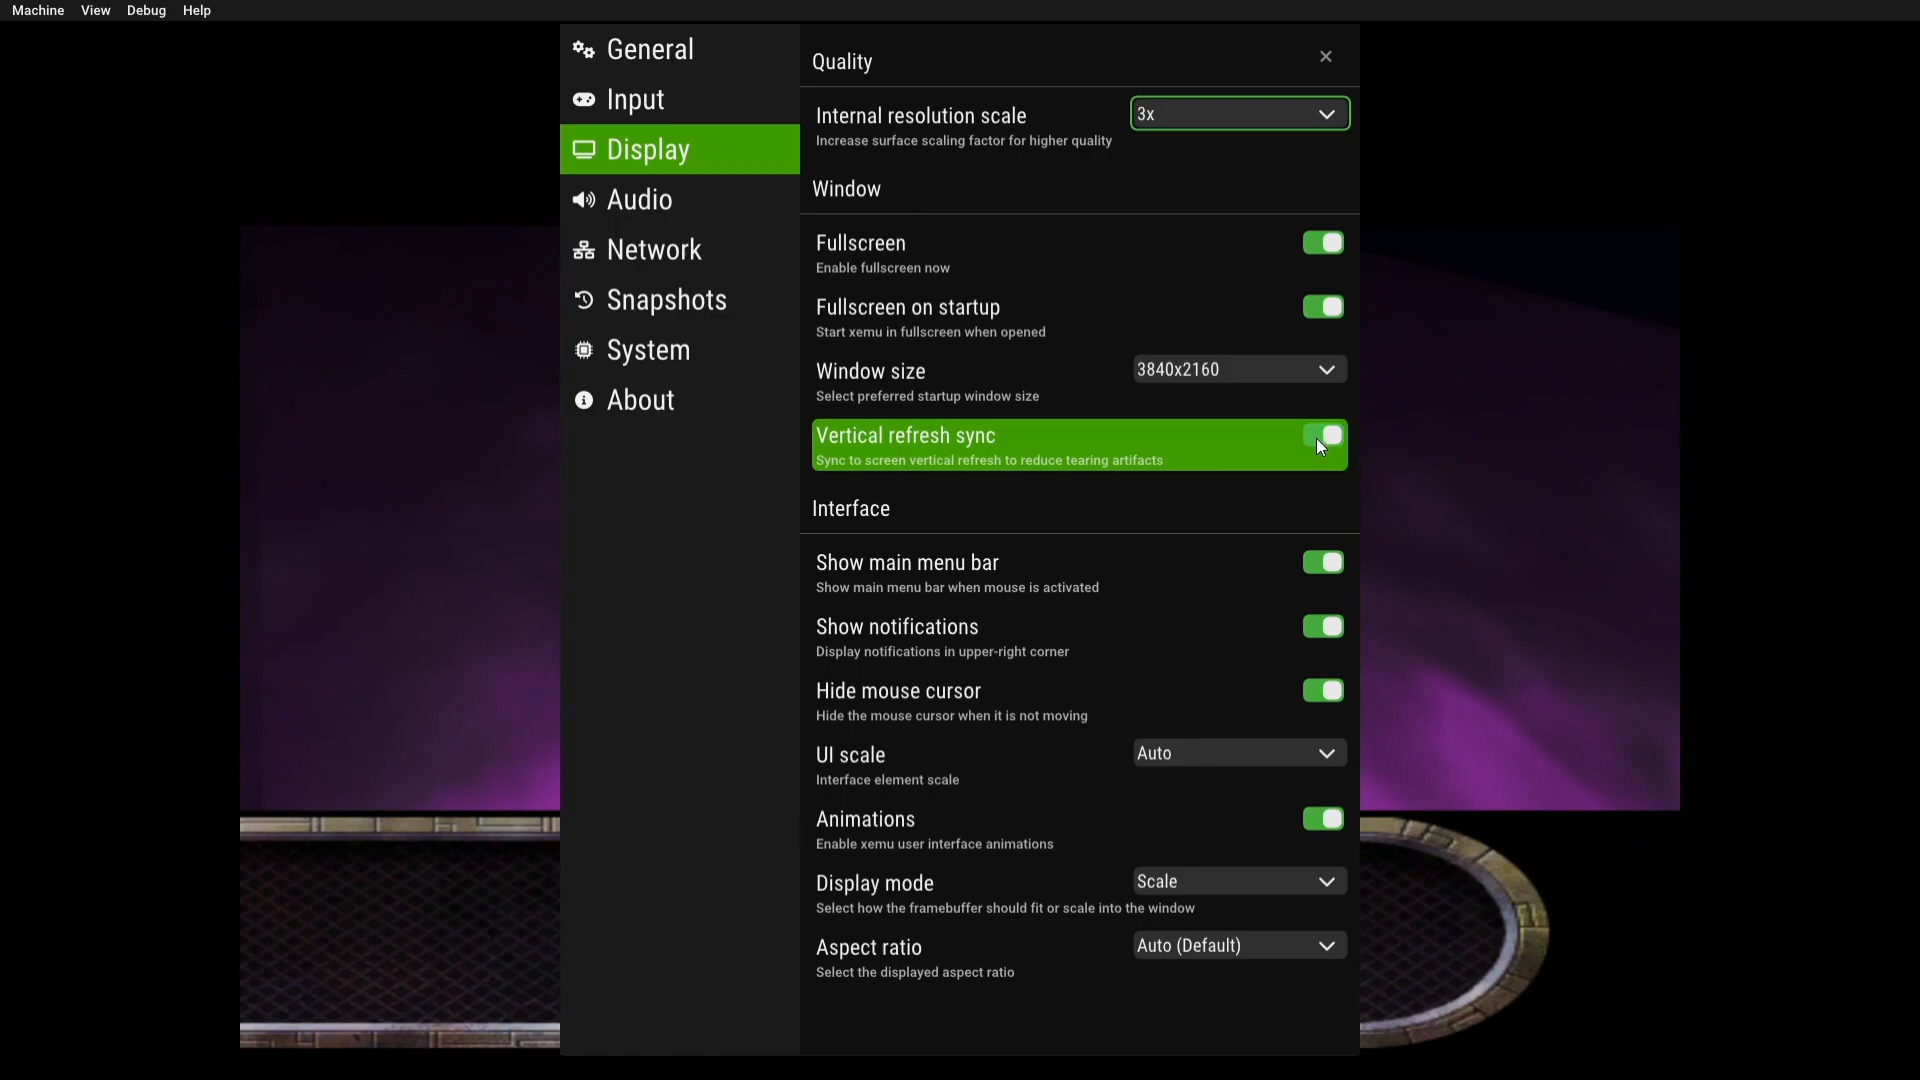 Machine View Debug Help
General
Input
Display
Audio
Network
Snapshots
System
About
Quality
Internal resolution scale
3x
Increase surface scaling factor for higher quality
Window
Fullscreen
Enable fullscreen now
Fullscreen on startup
Start xemu in fullscreen when opened
Window size
3840x2160
Select preferred startup window size
Vertical refresh sync
Sync to screen vertical refresh to reduce tearing artifacts
Interface
Show main menu bar
Show main menu bar when mouse is activated
Show notifications
Display notifications in upper-right corner
Hide mouse cursor
Hide the mouse cursor when it is not moving
UI scale
Auto
Interface element scale
Animations
Enable xemu user interface animations
Display mode
Scale
Select how the framebuffer should fit or scale into the window
Aspect ratio
Auto (Default)
Select the displayed aspect ratio